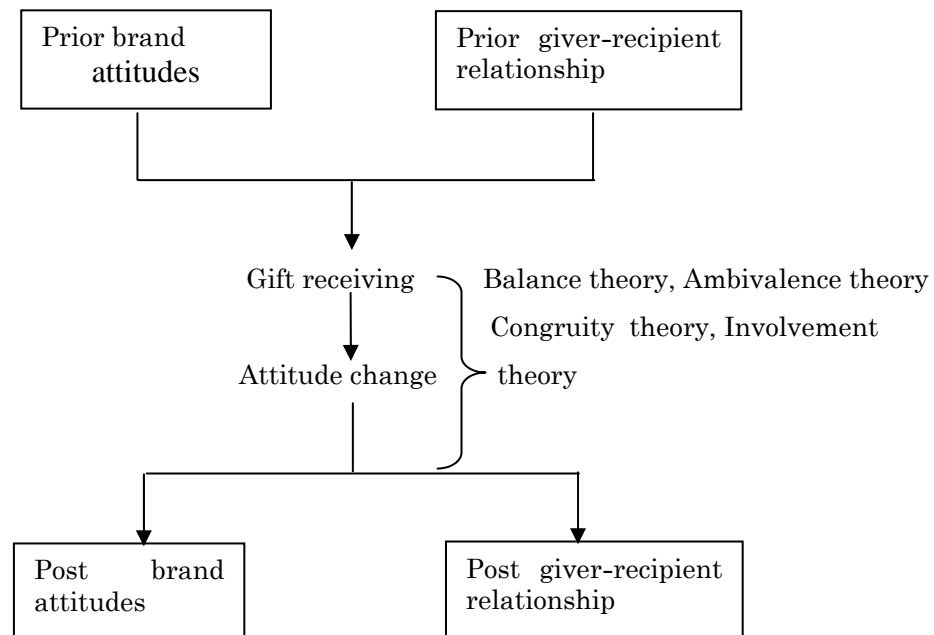 Prior brand
attitudes
Prior giver-recipient
relationship
Gift receiving
Balance theory, Ambivalence theory
Congruity theory, Involvement
Attitude change
theory
Post brand
attitudes
Post giver-recipient
relationship